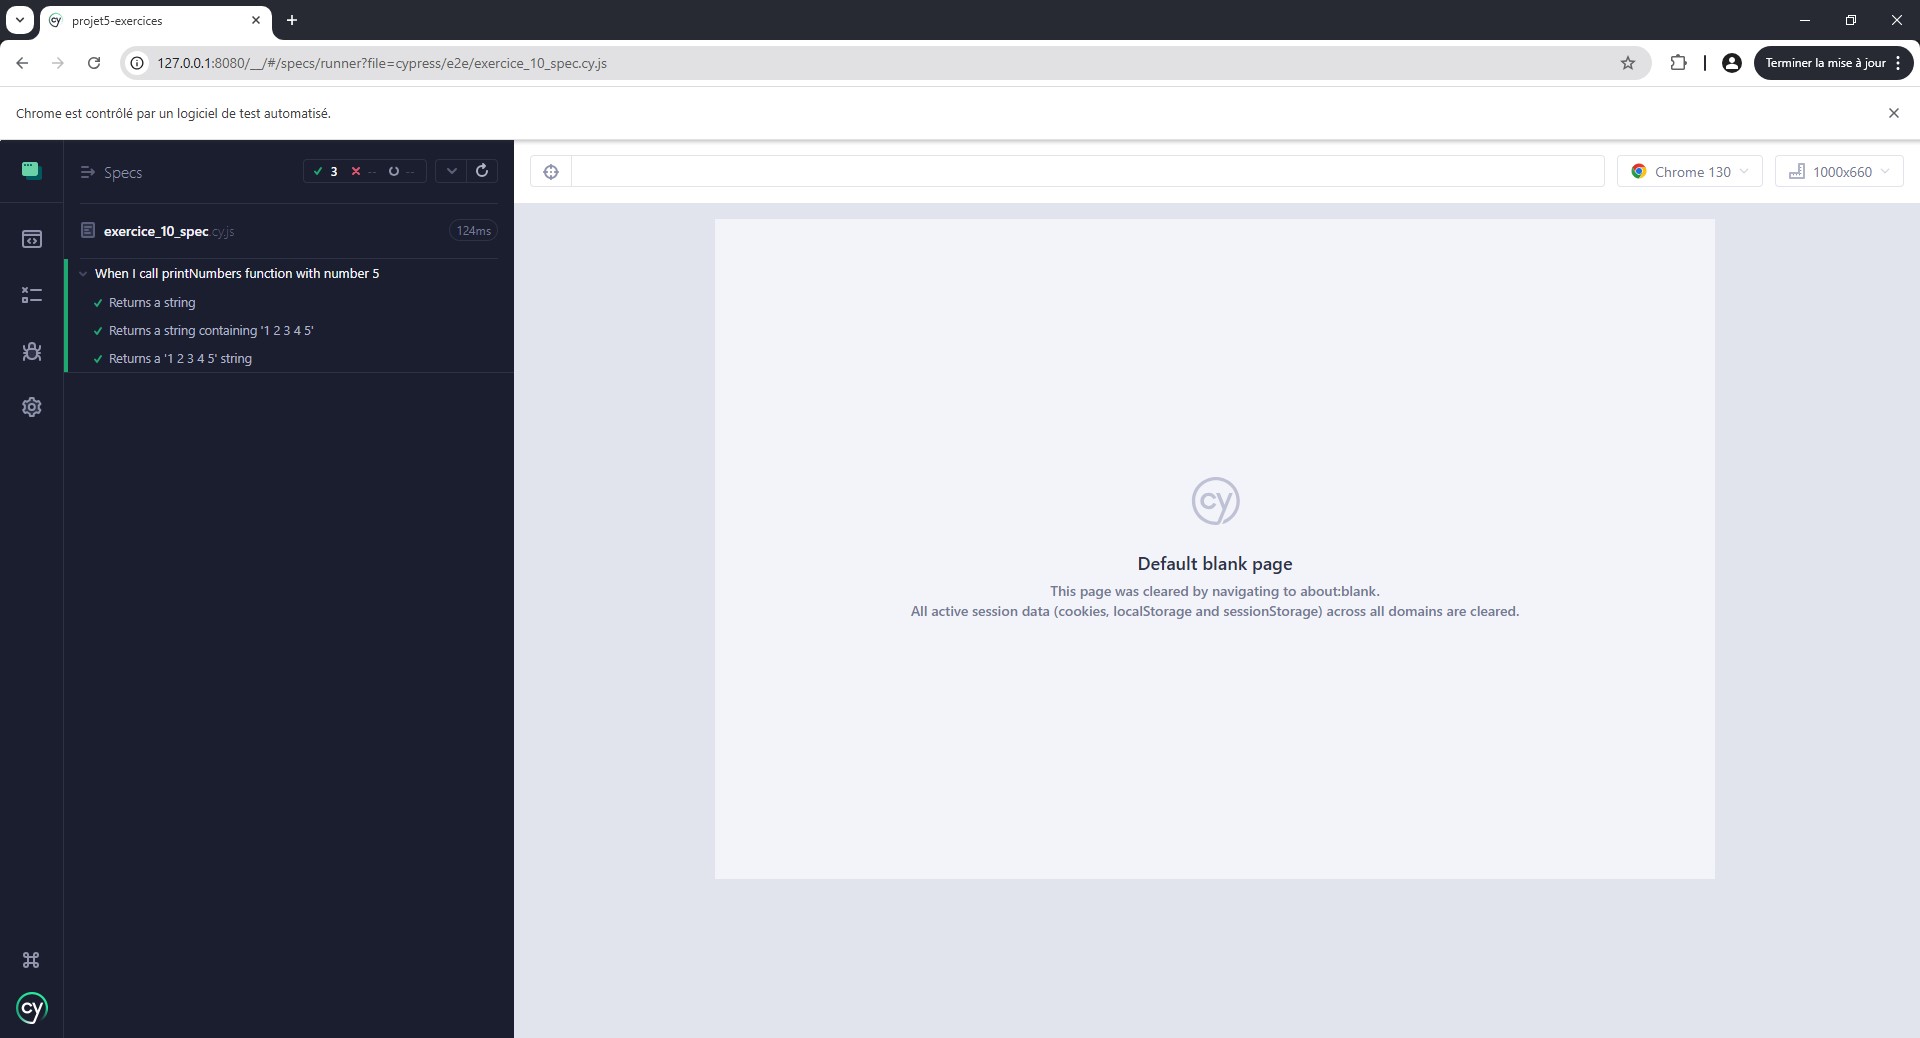 projet5-exercices
127.0.0.1:8080/__/#/specs/runner?file=cypress/e2e/exercice_10_spec.cy.js
Terminer la mise à jour
Chrome est contrôlé par un logiciel de test automatisé.
Specs
3 -- --
Chrome 130
1000x660
exercice_10_spec.cy.js
124ms
When I call printNumbers function with number 5
Returns a string
Returns a string containing '1 2 3 4 5'
Returns a '1 2 3 4 5' string
cy
Default blank page
This page was cleared by navigating to about:blank.
All active session data (cookies, localStorage and sessionStorage) across all domains are cleared.
cy